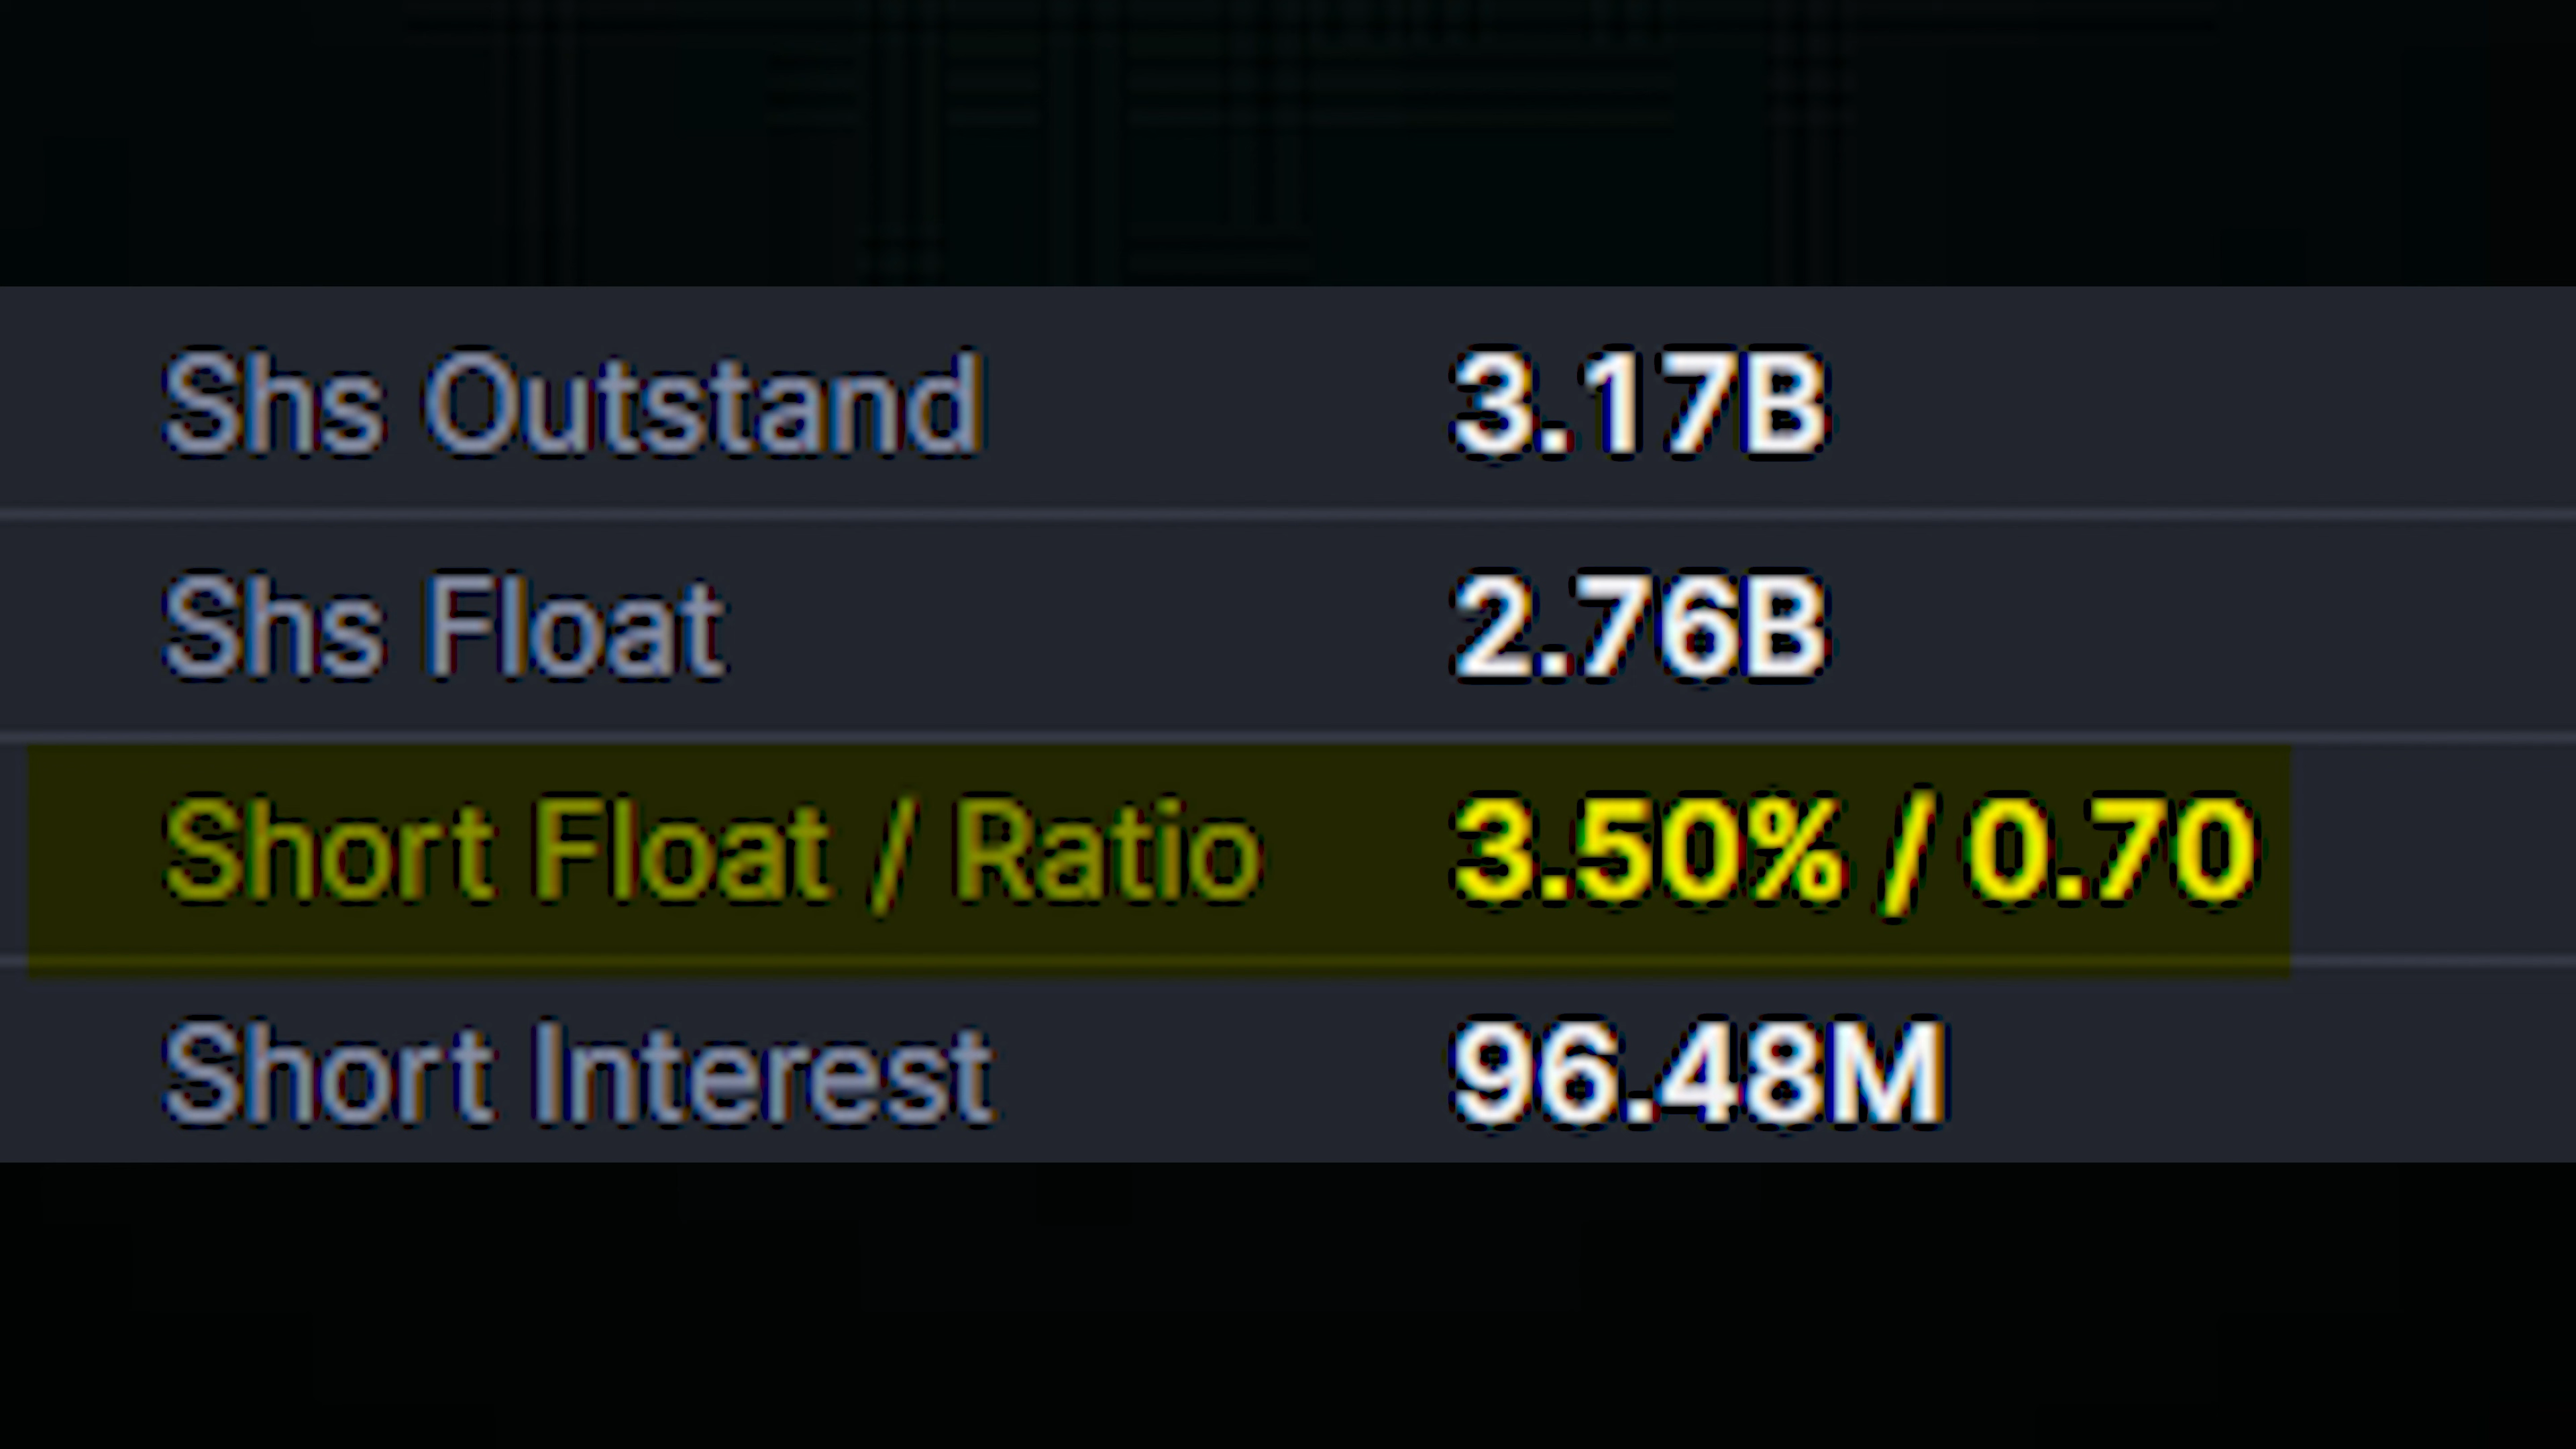 Shs Outstand 3.17B
Shs Float 2.76B
Short Float / Ratio 3.50% / 0.70
Short Interest 96.48M